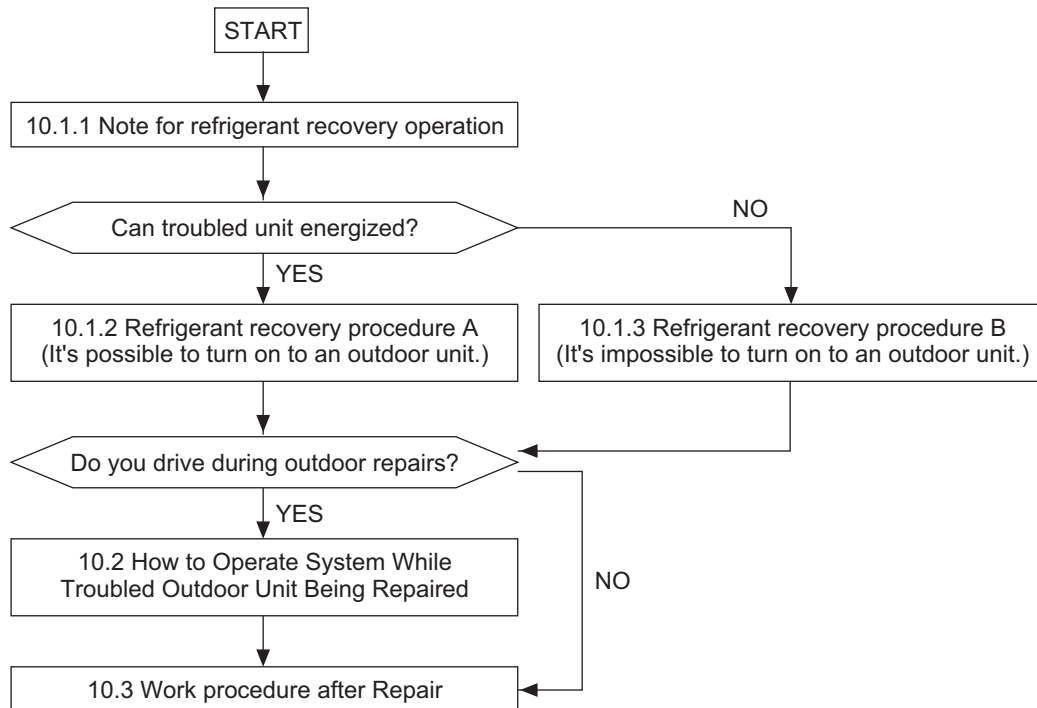 START
10.1.1 Note for refrigerant recovery operation
Can troubled unit energized?
NO
YES
10.1.2 Refrigerant recovery procedure A
(It's possible to turn on to an outdoor unit.)
10.1.3 Refrigerant recovery procedure B
(It's impossible to turn on to an outdoor unit.)
Do you drive during outdoor repairs?
YES
10.2 How to Operate System While
Troubled Outdoor Unit Being Repaired
NO
10.3 Work procedure after Repair